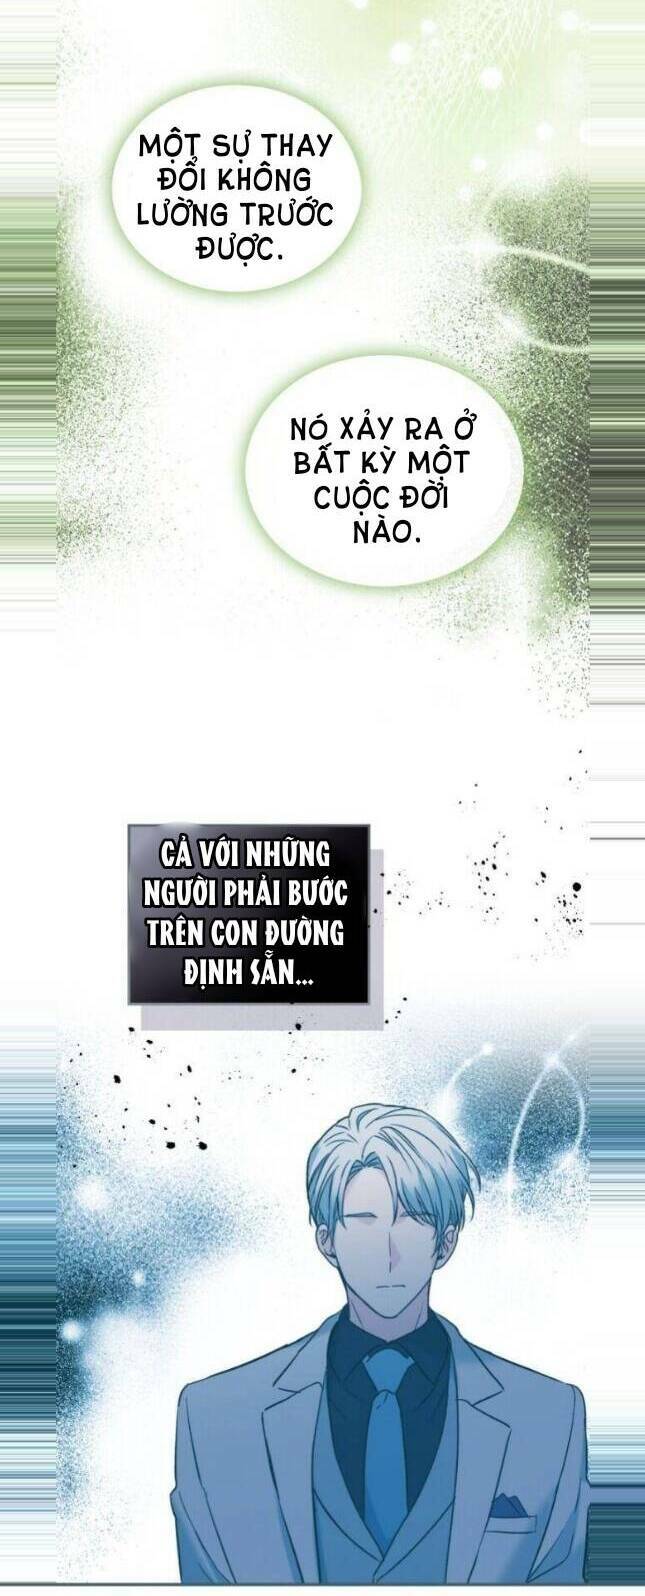 MỘT SỰ THAY
ĐỔI KHÔNG
LƯỜNG TRƯỚC
ĐƯỢC.
NÓ XẢY RA Ở
BẤT KỲ MỘT
CUỘC ĐỜI
NÀO.
CẢ VỚI NHỮNG
NGƯỜI PHẢI BƯỚC
TRÊN CON ĐƯỜNG
ĐỊNH SẴN...